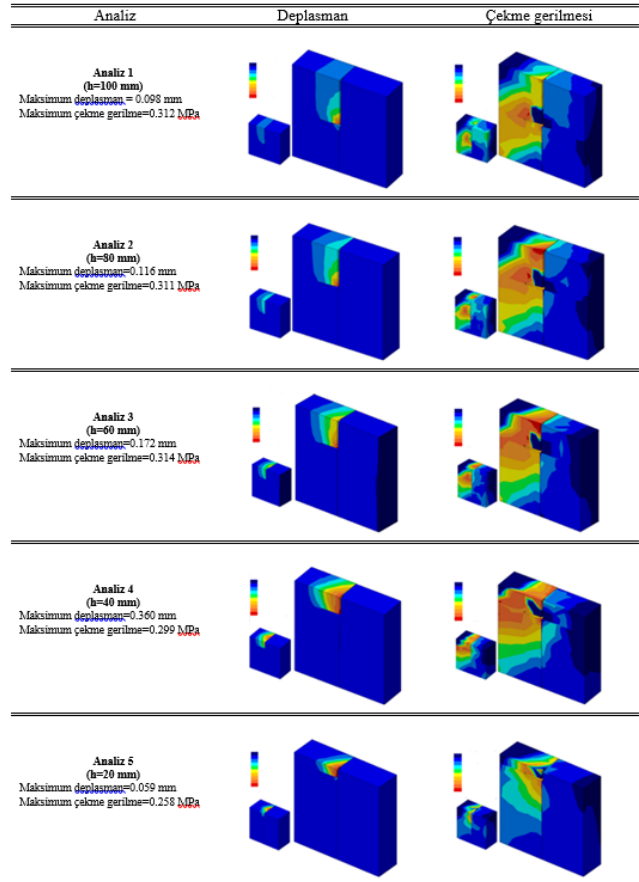 Analiz Deplasman Çekme gerilmesi
Analiz 1
(h=100 mm)
Maksimum deplasman = 0.098 mm
Maksimum çekme gerilme=0.312 MPa
Analiz 2
(h=80 mm)
Maksimum deplasman=0.116 mm
Maksimum çekme gerilme=0.311 MPa
Analiz 3
(h=60 mm)
Maksimum deplasman=0.172 mm
Maksimum çekme gerilme=0.314 MPa
Analiz 4
(h=40 mm)
Maksimum deplasman=0.360 mm
Maksimum çekme gerilme=0.299 MPa
Analiz 5
(h=20 mm)
Maksimum deplasman=0.059 mm
Maksimum çekme gerilme=0.258 MPa